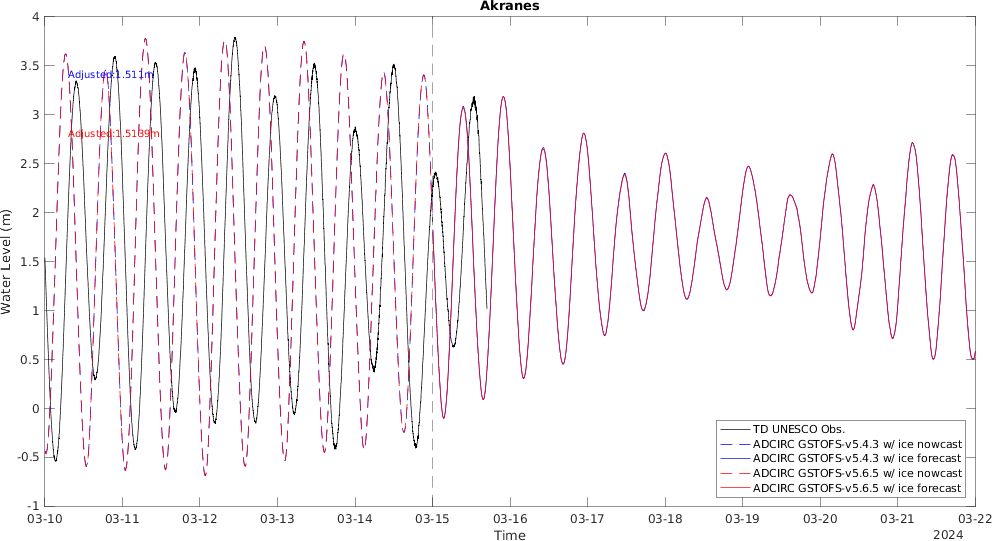 Akranes
4
3.5
3
2.5
2
1.5
1
0.5
0
-0.5
-1
Water Level (m)
Adjusted:1.511m
Adjusted:1.5189m
TD UNESCO Obs.
ADCIRC GSTOFS-v5.4.3 w/ ice nowcast
ADCIRC GSTOFS-v5.4.3 w/ ice forecast
ADCIRC GSTOFS-v5.6.5 w/ ice nowcast
ADCIRC GSTOFS-v5.6.5 w/ ice forecast
03-10 03-11 03-12 03-13 03-14 03-15 03-16 03-17 03-18 03-19 03-20 03-21 03-22
Time
2024